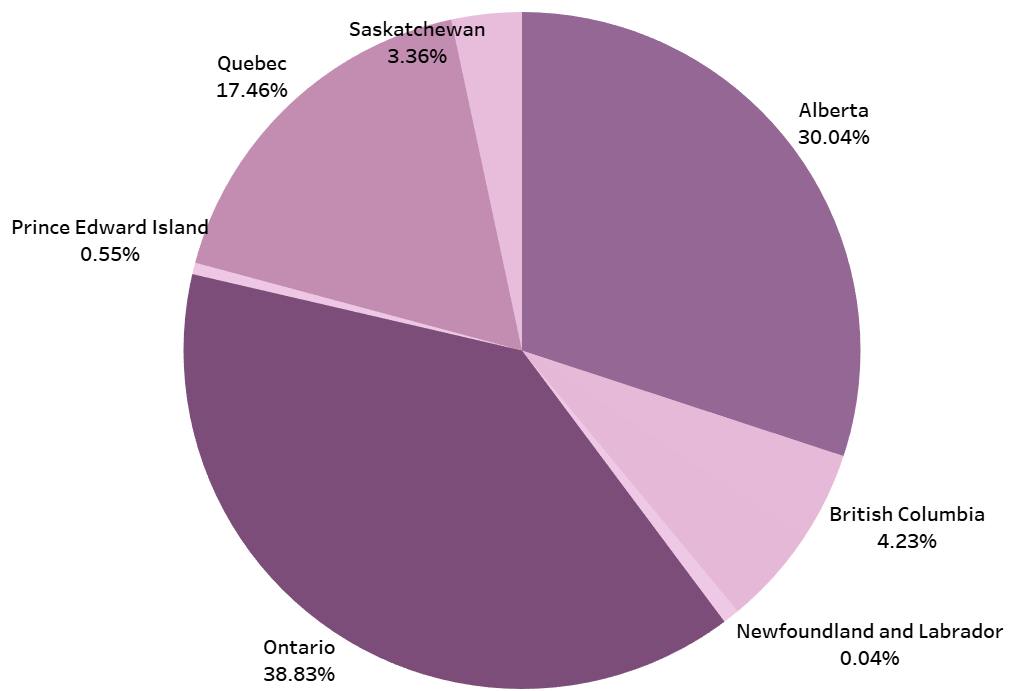 Saskatchewan
3.36%
Quebec
17.46%
Alberta
30.04%
Prince Edward Island
0.55%
British Columbia
4.23%
Newfoundland and Labrador
0.04%
Ontario
38.83%